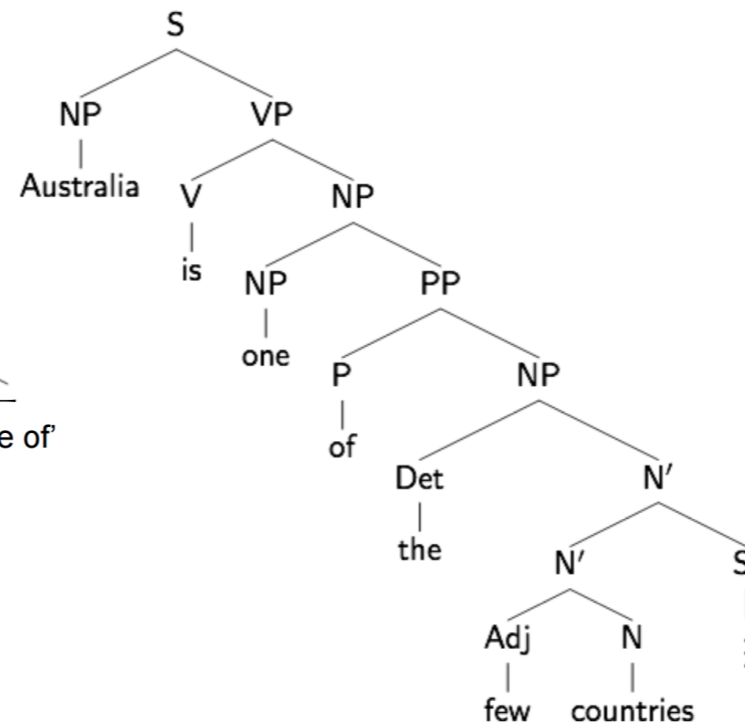 S
NP VP
Australia V NP
is NP PP
one P NP
e of’ of Det N′
the N′ S
Adj N
few countries